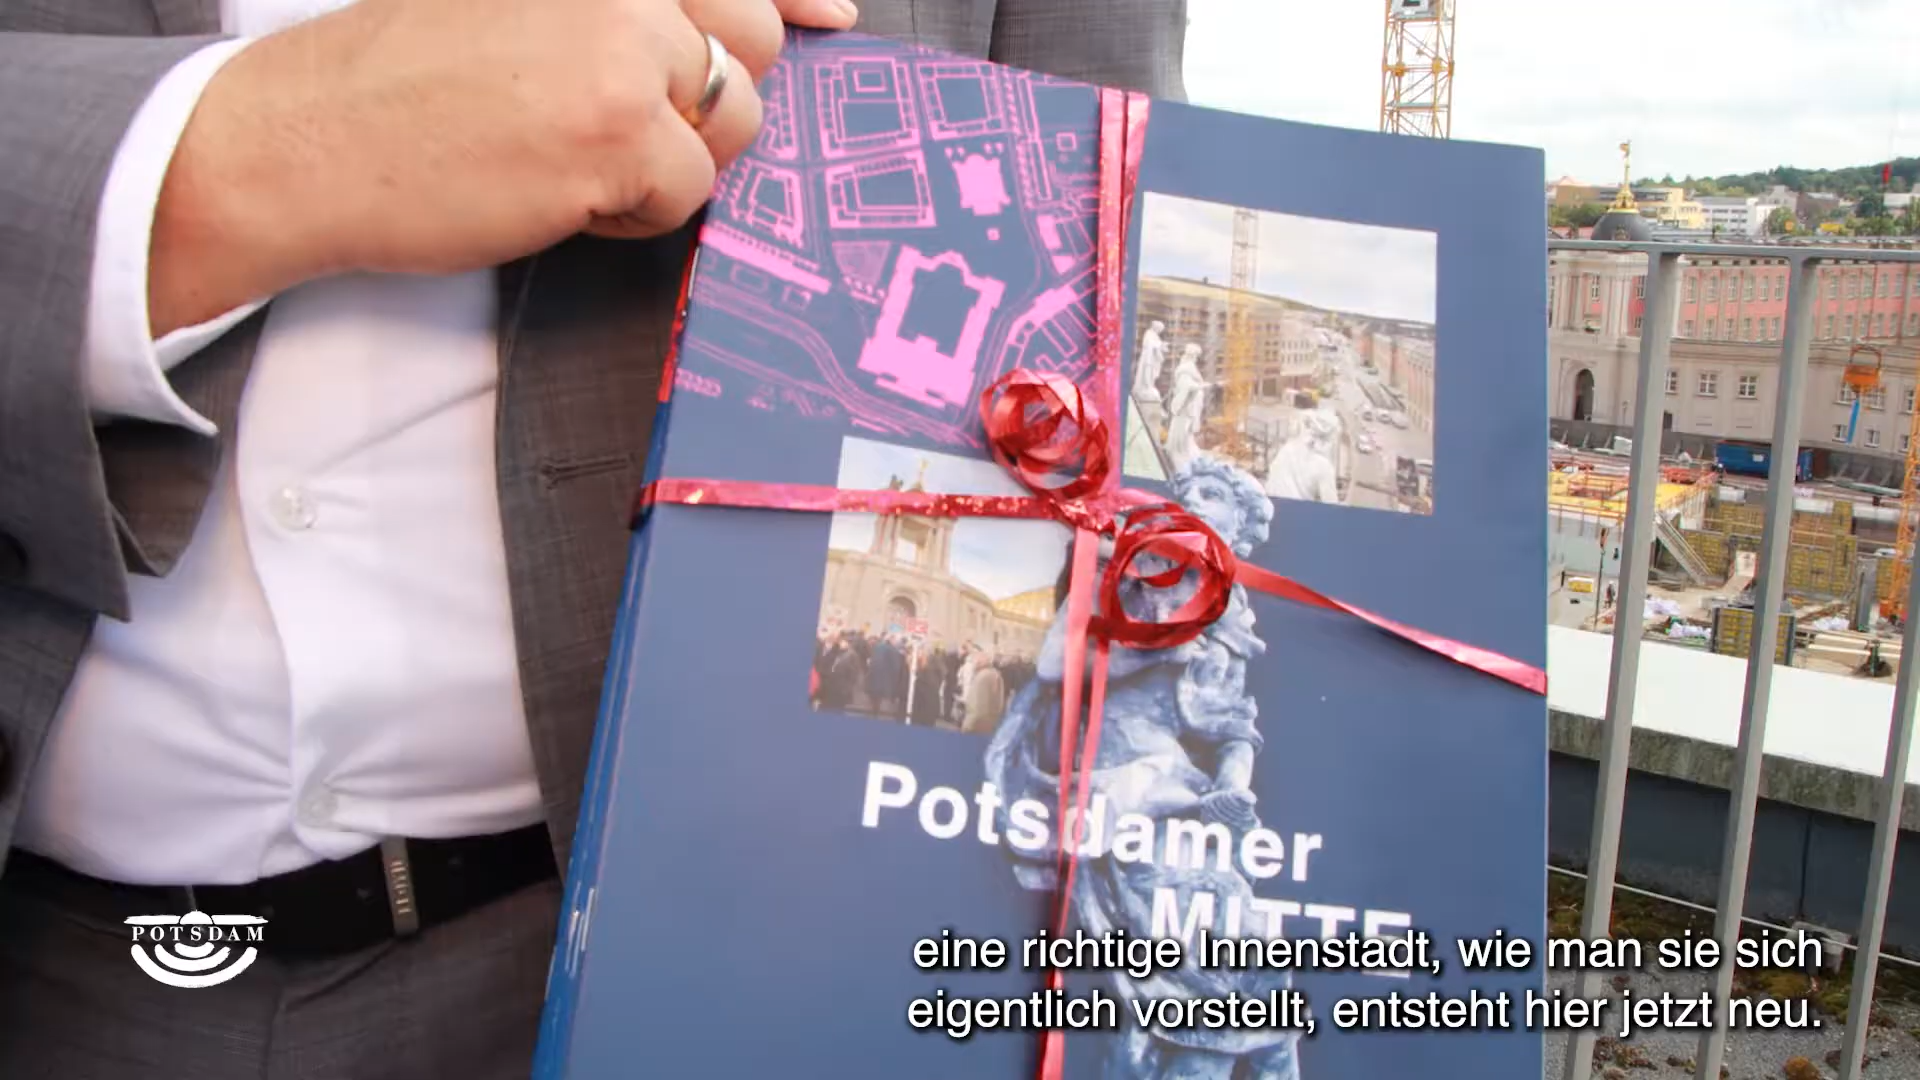 Potsdamer
MITTE
POTSDAM
eine richtige Innenstadt, wie man sie sich
eigentlich vorstellt, entsteht hier jetzt neu.